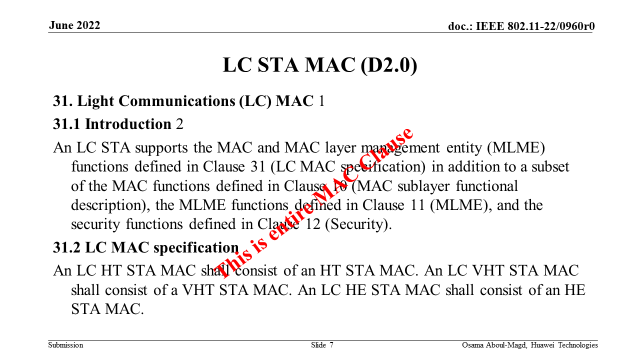 June 2022
doc.: IEEE 802.11-22/0960r0
LC STA MAC (D2.0)
31. Light Communications (LC) MAC 1
31.1 Introduction 2
An LC STA supports the MAC and MAC layer management entity (MLME)
functions defined in Clause 31 (LC MAC specification) in addition to a subset
of the MAC functions defined in Clause 10 (MAC sublayer functional
description), the MLME functions defined in Clause 11 (MLME), and the
security functions defined in Clause 12 (Security).
This is entire MAC Clause
31.2 LC MAC specification
An LC HT STA MAC shall consist of an HT STA MAC. An LC VHT STA MAC
shall consist of a VHT STA MAC. An LC HE STA MAC shall consist of an HE
STA MAC.
Submission
Slide 7
Osama Aboul-Magd, Huawei Technologies